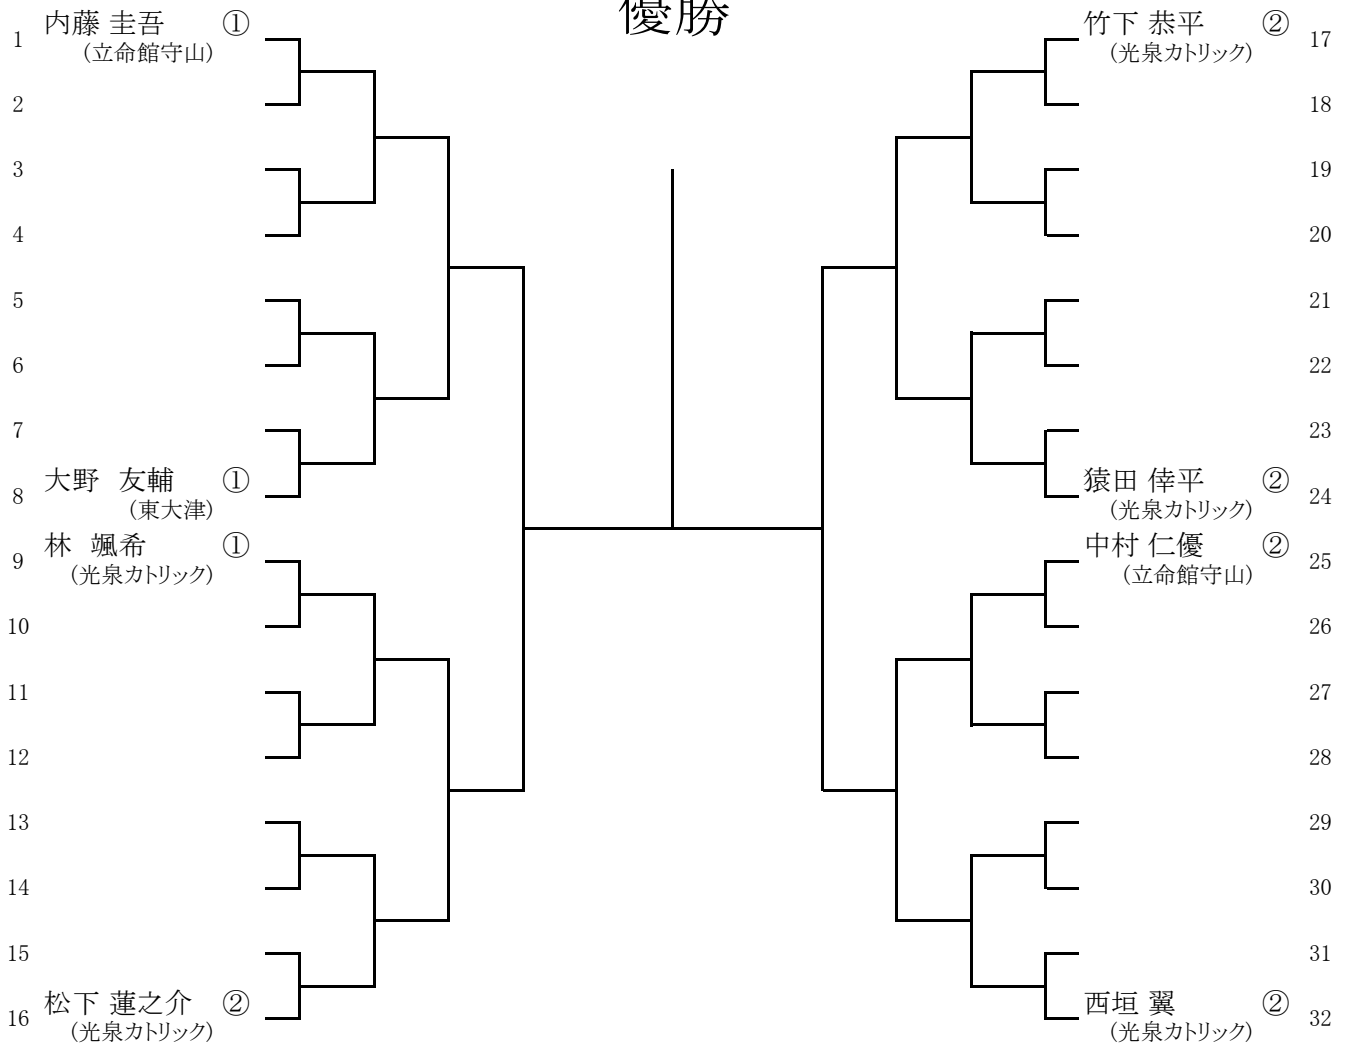 優勝
1 内藤 圭吾 ①
(立命館守山)
2
3
4
5
6
7
8 大野 友輔 ①
(東大津)
9 林 颯希 ①
(光泉カトリック)
10
11
12
13
14
15
16 松下 蓮之介 ②
(光泉カトリック)
竹下 恭平 ② 17
(光泉カトリック)
18
19
20
21
22
23
猿田 倖平 ② 24
(光泉カトリック)
中村 仁優 ② 25
(立命館守山)
26
27
28
29
30
31
西垣 翼 ② 32
(光泉カトリック)